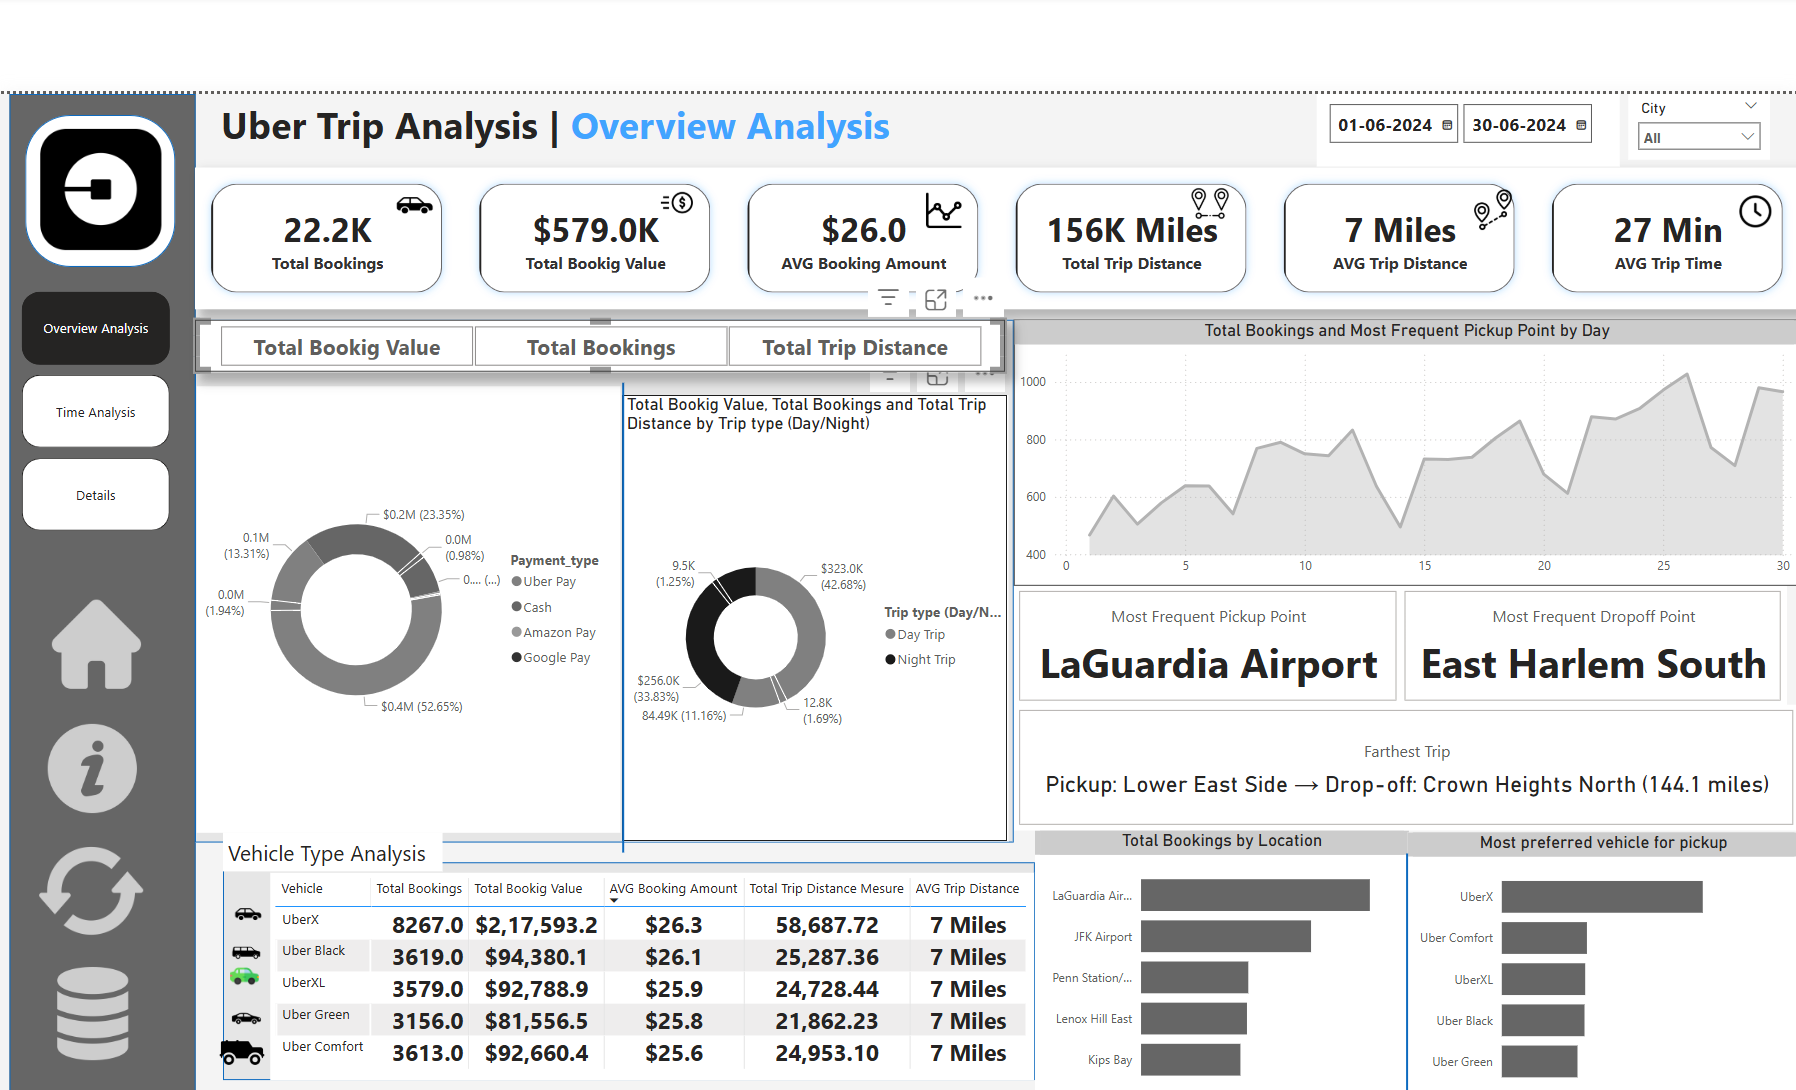 Uber Trip Analysis | Overview Analysis
01-06-2024
30-06-2024
City
All
22.2K
Total Bookings
$579.0K
Total Bookig Value
$26.0
AVG Booking Amount
156K Miles
Total Trip Distance
7 Miles
AVG Trip Distance
27 Min
AVG Trip Time
Overview Analysis
Time Analysis
Details
Total Bookig Value
Total Bookings
Total Trip Distance
$0.2M (23.35%)
0.0M
(0.98%)
0.... (...)
0.1M
(13.31%)
0.0M
(1.94%)
$0.4M (52.65%)
Payment_type
Uber Pay
Cash
Amazon Pay
Google Pay
Total Bookig Value, Total Bookings and Total Trip
Distance by Trip type (Day/Night)
9.5K
(1.25%)
$323.0K
(42.68%)
$256.0K
(33.83%)
84.49K (11.16%)
12.8K
(1.69%)
Trip type (Day/N...
Day Trip
Night Trip
Total Bookings and Most Frequent Pickup Point by Day
1000
800
600
400
0
5
10
15
20
25
30
Most Frequent Pickup Point
LaGuardia Airport
Most Frequent Dropoff Point
East Harlem South
Farthest Trip
Pickup: Lower East Side → Drop-off: Crown Heights North (144.1 miles)
Vehicle Type Analysis
Vehicle Total Bookings Total Bookig Value AVG Booking Amount Total Trip Distance Mesure AVG Trip Distance
UberX 8267.0 $2,17,593.2 $26.3 58,687.72 7 Miles
Uber Black 3619.0 $94,380.1 $26.1 25,287.36 7 Miles
UberXL 3579.0 $92,788.9 $25.9 24,728.44 7 Miles
Uber Green 3156.0 $81,556.5 $25.8 21,862.23 7 Miles
Uber Comfort 3613.0 $92,660.4 $25.6 24,953.10 7 Miles
Total Bookings by Location
LaGuardia Air...
JFK Airport
Penn Station/...
Lenox Hill East
Kips Bay
Most preferred vehicle for pickup
UberX
Uber Comfort
UberXL
Uber Black
Uber Green